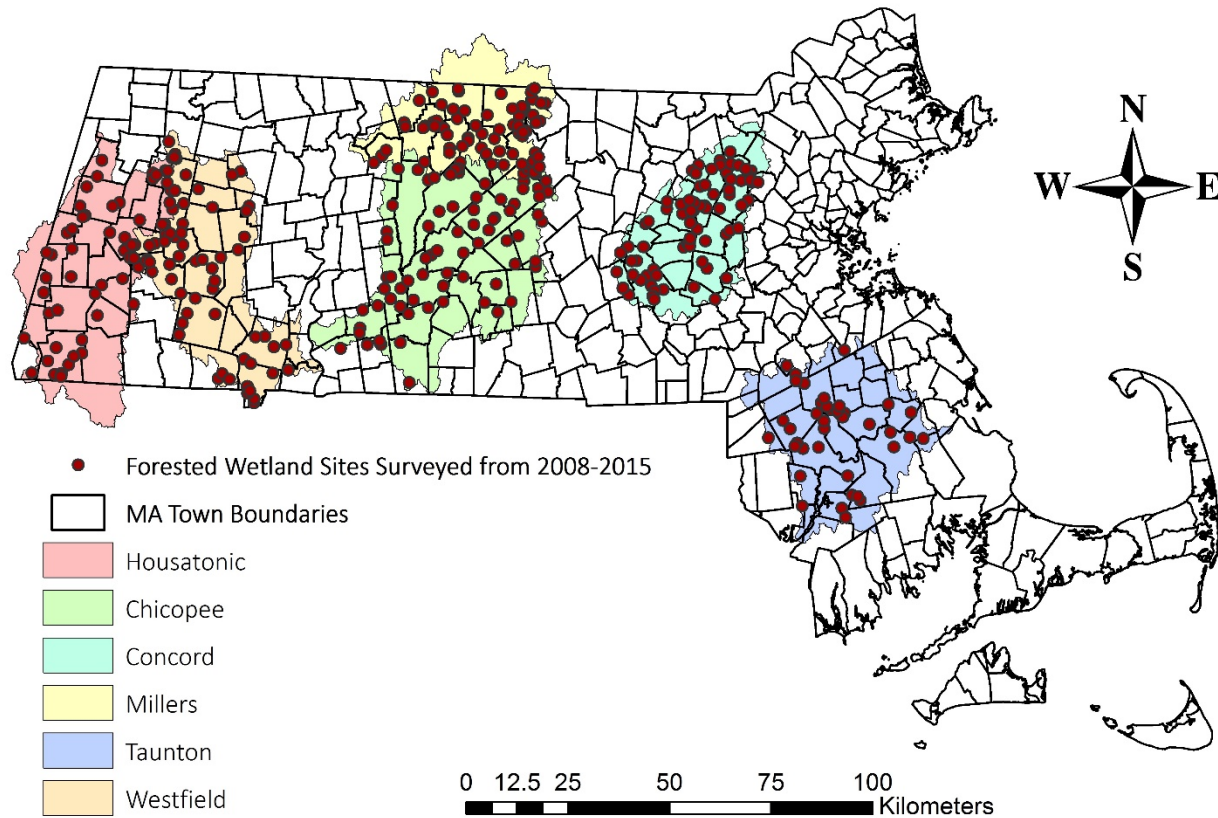 N
W E
S
Forested Wetland Sites Surveyed from 2008-2015
MA Town Boundaries
Housatonic
Chicopee
Concord
Millers
Taunton
Westfield
0 12.5 25 50 75 100
Kilometers